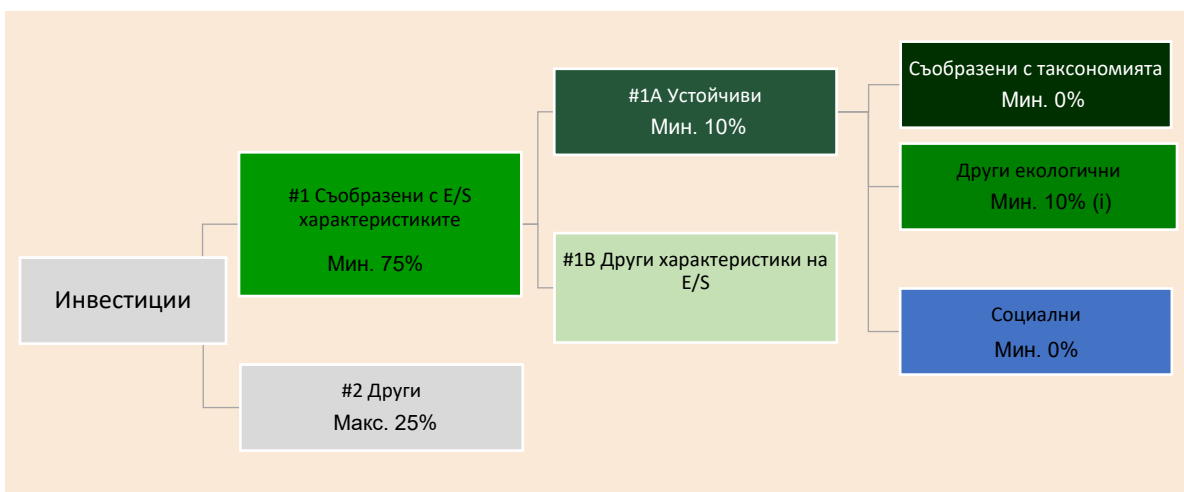 Инвестиции
#1 Съобразени с E/S
характеристиките
Мин. 75%
#2 Други
Макс. 25%
#1A Устойчиви
Мин. 10%
#1B Други характеристики на
E/S
Съобразени с таксономията
Мин. 0%
Други екологични
Мин. 10% (i)
Социални
Мин. 0%